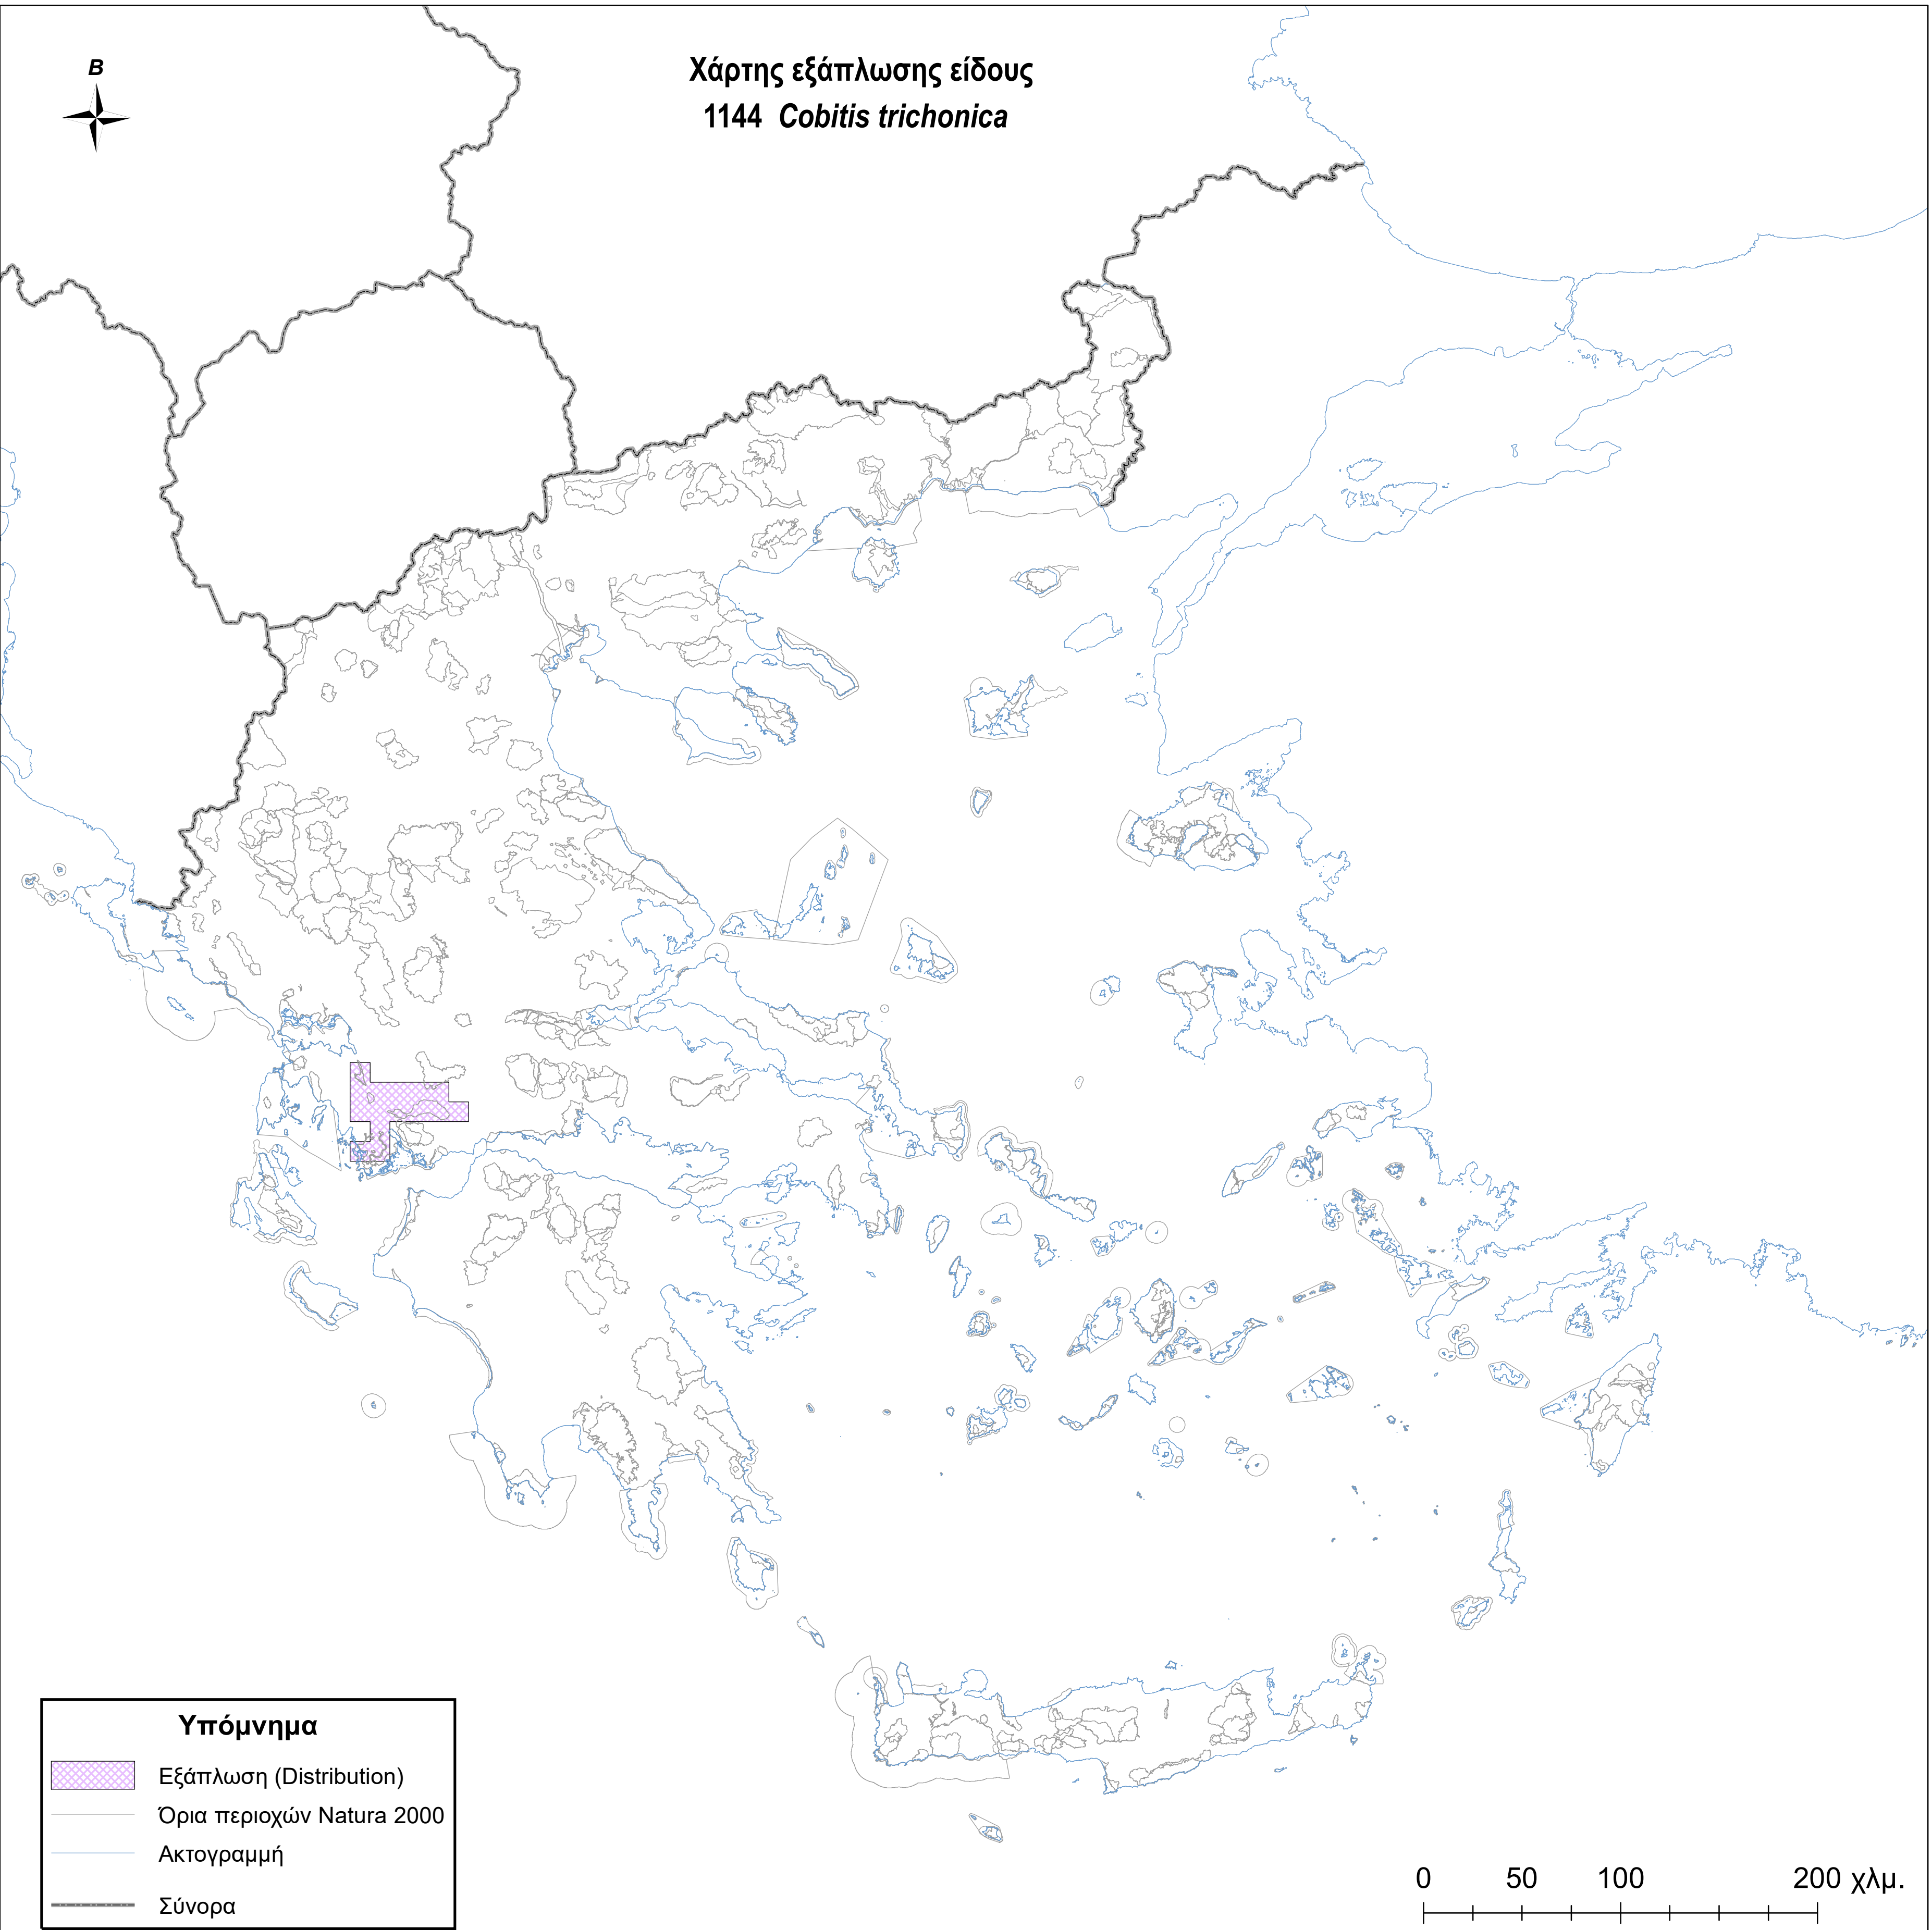 Χάρτης εξάπλωσης είδους
1144 Cobitis trichonica
Β
Υπόμνημα
Εξάπλωση (Distribution)
Όρια περιοχών Natura 2000
Ακτογραμμή
Σύνορα
0 50 100 200 χλμ.